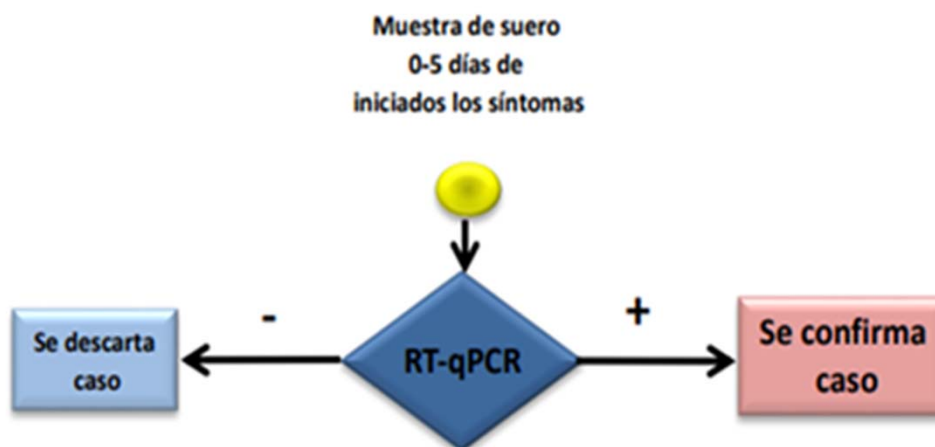 Muestra de suero
0-5 días de
iniciados los síntomas
-
+
Se descarta
caso
RT-qPCR
Se confirma
caso